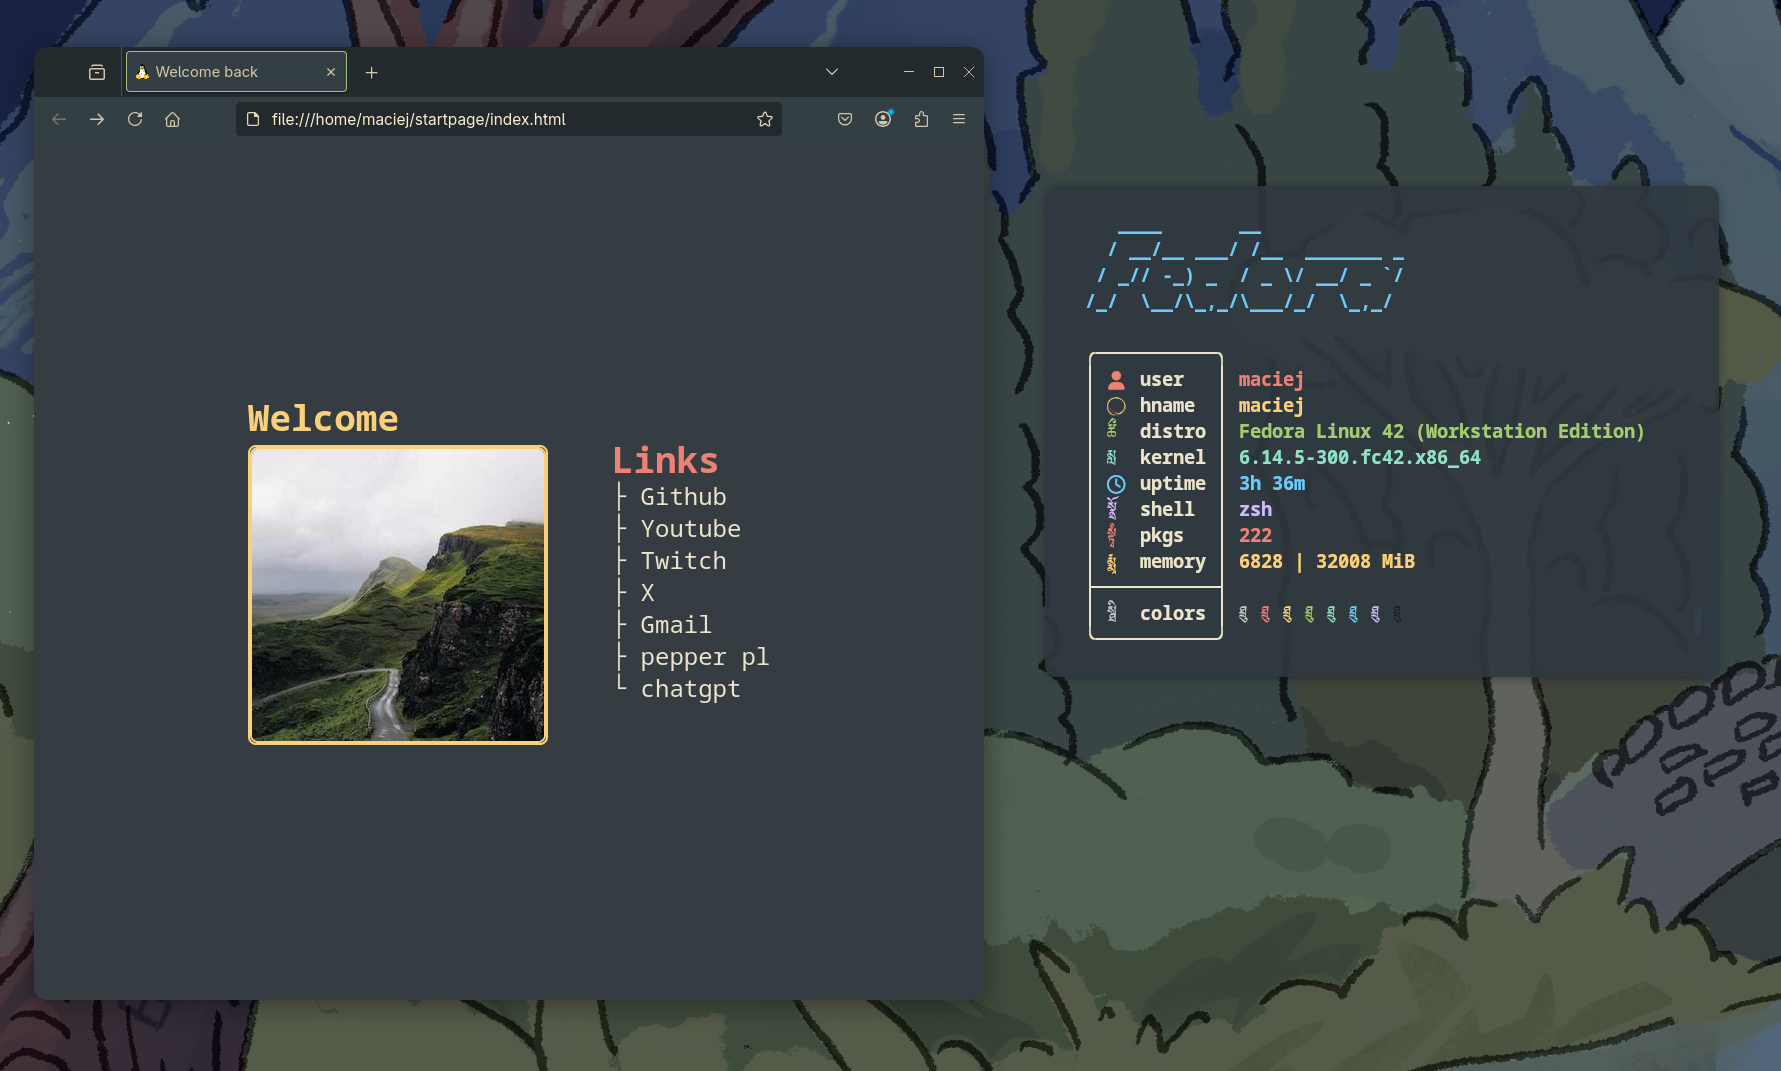 Welcome back
file:///home/maciej/startpage/index.html
Welcome
Links
├ Github
├ Youtube
├ Twitch
├ X
├ Gmail
├ pepper pl
└ chatgpt
fedora
user maciej
hname maciej
distro Fedora Linux 42 (Workstation Edition)
kernel 6.14.5-300.fc42.x86_64
uptime 3h 36m
shell zsh
pkgs 222
memory 6828 | 32008 MiB
colors